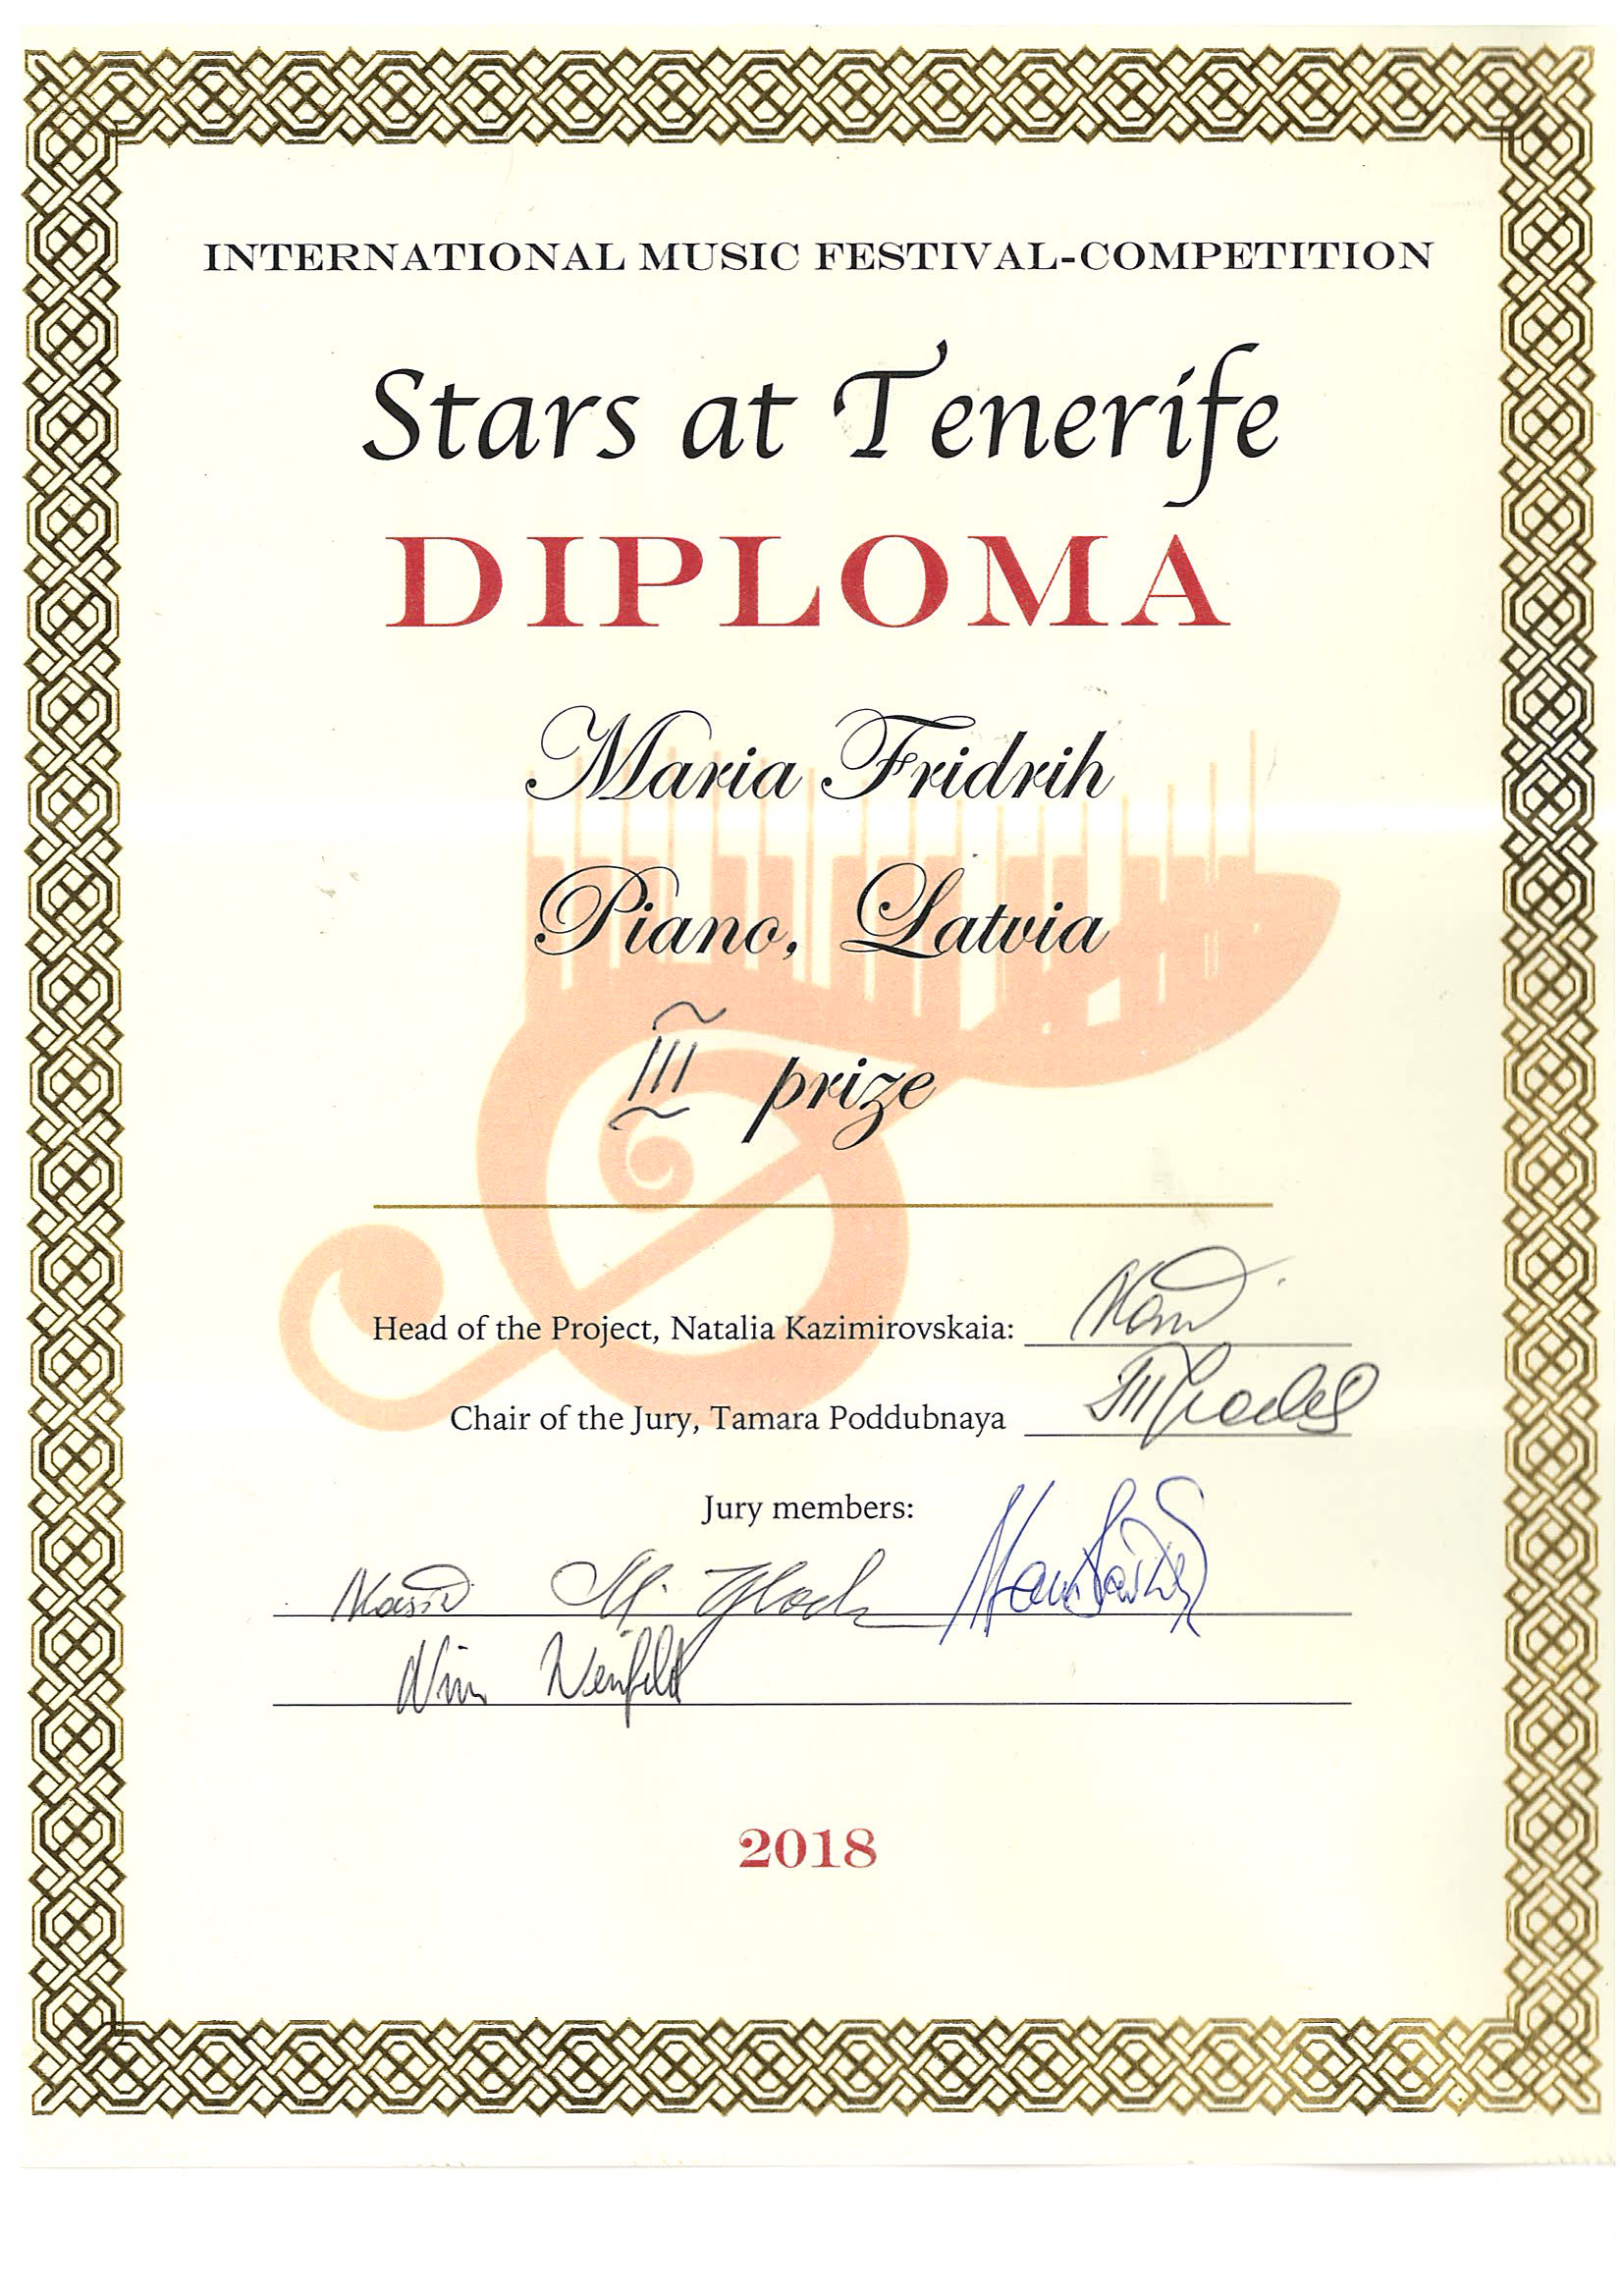 INTERNATIONAL MUSIC FESTIVAL-COMPETITION
Stars at Tenerife
DIPLOMA
Maria Fridrih
Piano, Latvia
III prize
Head of the Project, Natalia Kazimirovskaia:
Chair of the Jury, Tamara Poddubnaya
Jury members:
2018